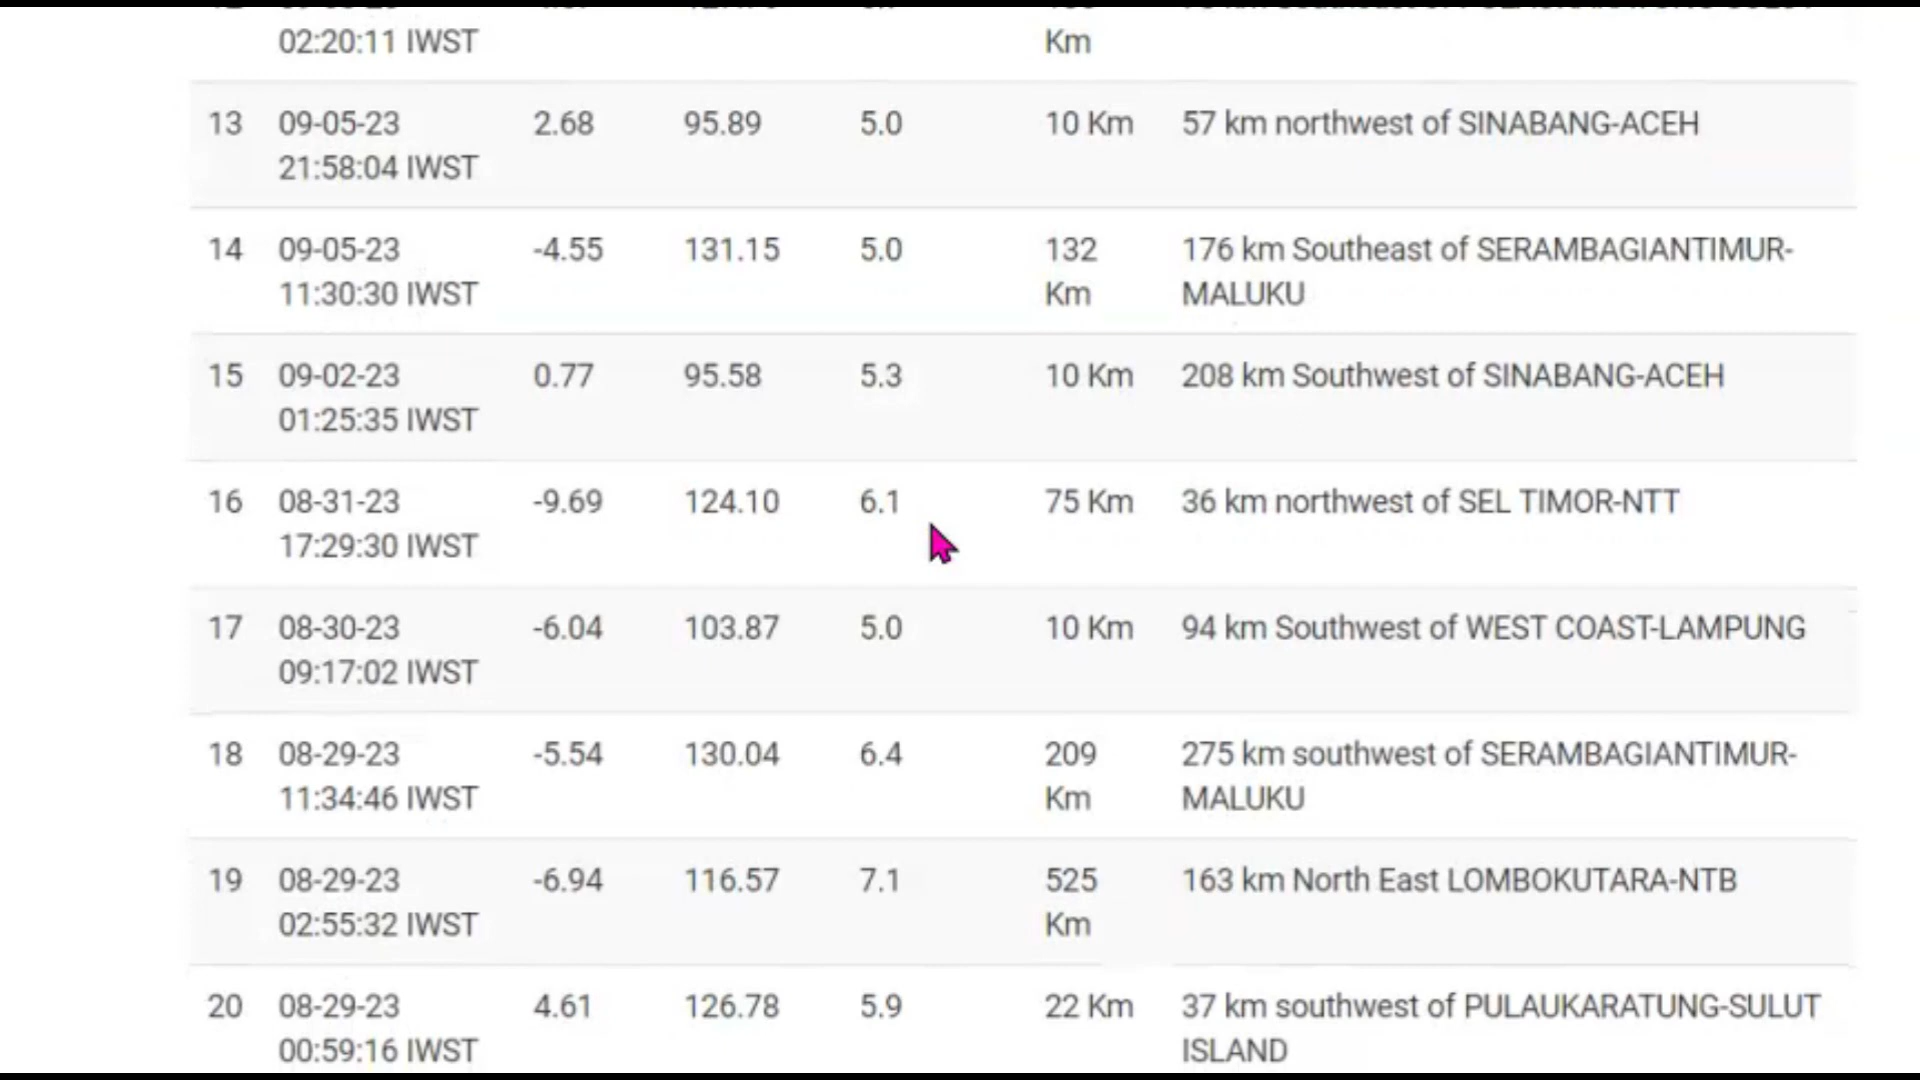 02:20:11 IWST Km
13 09-05-23 2.68 95.89 5.0 10 Km 57 km northwest of SINABANG-ACEH
21:58:04 IWST
14 09-05-23 -4.55 131.15 5.0 132 176 km Southeast of SERAMBAGIANTIMUR-
11:30:30 IWST Km MALUKU
15 09-02-23 0.77 95.58 5.3 10 Km 208 km Southwest of SINABANG-ACEH
01:25:35 IWST
16 08-31-23 -9.69 124.10 6.1 75 Km 36 km northwest of SEL TIMOR-NTT
17:29:30 IWST
17 08-30-23 -6.04 103.87 5.0 10 Km 94 km Southwest of WEST COAST-LAMPUNG
09:17:02 IWST
18 08-29-23 -5.54 130.04 6.4 209 275 km southwest of SERAMBAGIANTIMUR-
11:34:46 IWST Km MALUKU
19 08-29-23 -6.94 116.57 7.1 525 163 km North East LOMBOKUTARA-NTB
02:55:32 IWST Km
20 08-29-23 4.61 126.78 5.9 22 Km 37 km southwest of PULAUKARATUNG-SULUT
00:59:16 IWST ISLAND